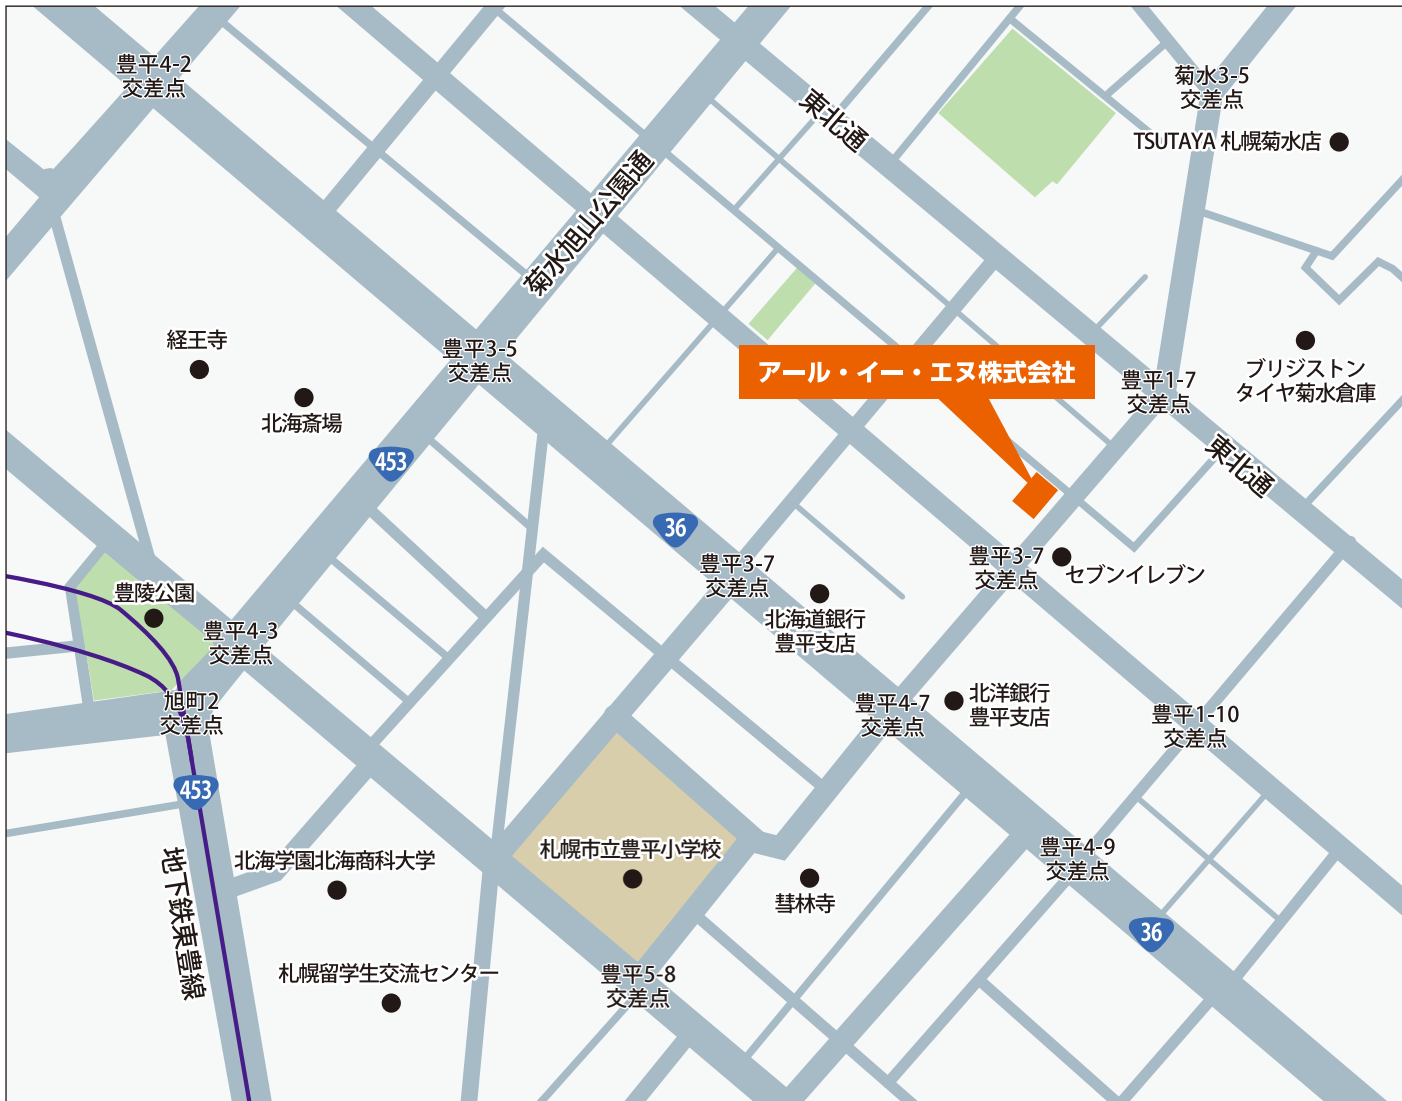 豊平4-2
交差点
菊水3-5
交差点
東北通
TSUTAYA 札幌菊水店
菊水旭山公園通
経王寺
豊平3-5
交差点
北海斎場
アール・イー・エヌ株式会社
豊平1-7
交差点
ブリジストン
タイヤ菊水倉庫
453
東北通
36
豊平3-7
交差点
豊平3-7
交差点
セブンイレブン
豊陵公園
北海道銀行
豊平支店
豊平4-3
交差点
旭町2
交差点
豊平4-7
交差点
北洋銀行
豊平支店
豊平1-10
交差点
453
札幌市立豊平小学校
豊平4-9
交差点
北海学園北海商科大学
地下鉄東豊線
彗林寺
36
札幌留学生交流センター
豊平5-8
交差点